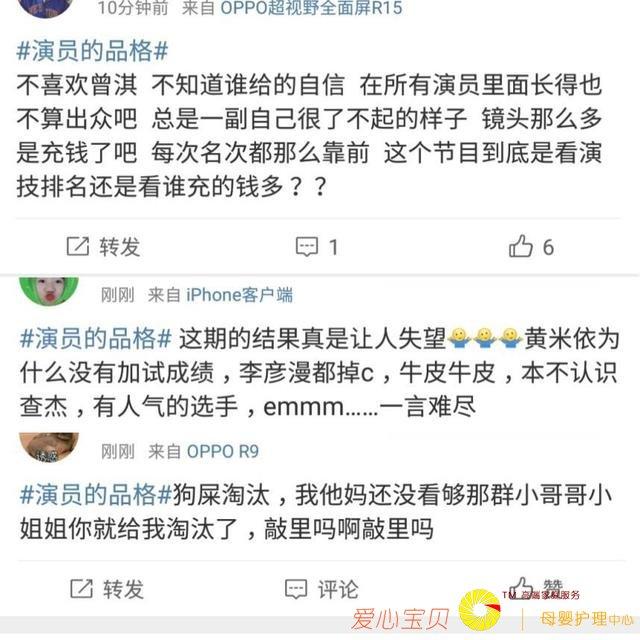 10分钟前 来自 OPPO超视野全面屏R15
#演员的品格#
不喜欢曾淇 不知道谁给的自信 在所有演员里面长得也
不算出众吧 总是一副自己很了不起的样子 镜头那么多
是充钱了吧 每次名次都那么靠前 这个节目到底是看演
技排名还是看谁充的钱多？？
转发 1 6
刚刚 来自 iPhone客户端
#演员的品格# 这期的结果真是让人失望🤷🤷🤷黄米依为
什么没有加试成绩，李彦漫都掉c，牛皮牛皮，本不认识
查杰，有人气的选手，emmm……一言难尽
刚刚 来自 OPPO R9
#演员的品格#狗屎淘汰，我他妈还没看够那群小哥哥小
姐姐你就给我淘汰了，敲里吗啊敲里吗
转发 评论 赞
爱心宝贝 TM 高端家庭服务 母婴护理中心